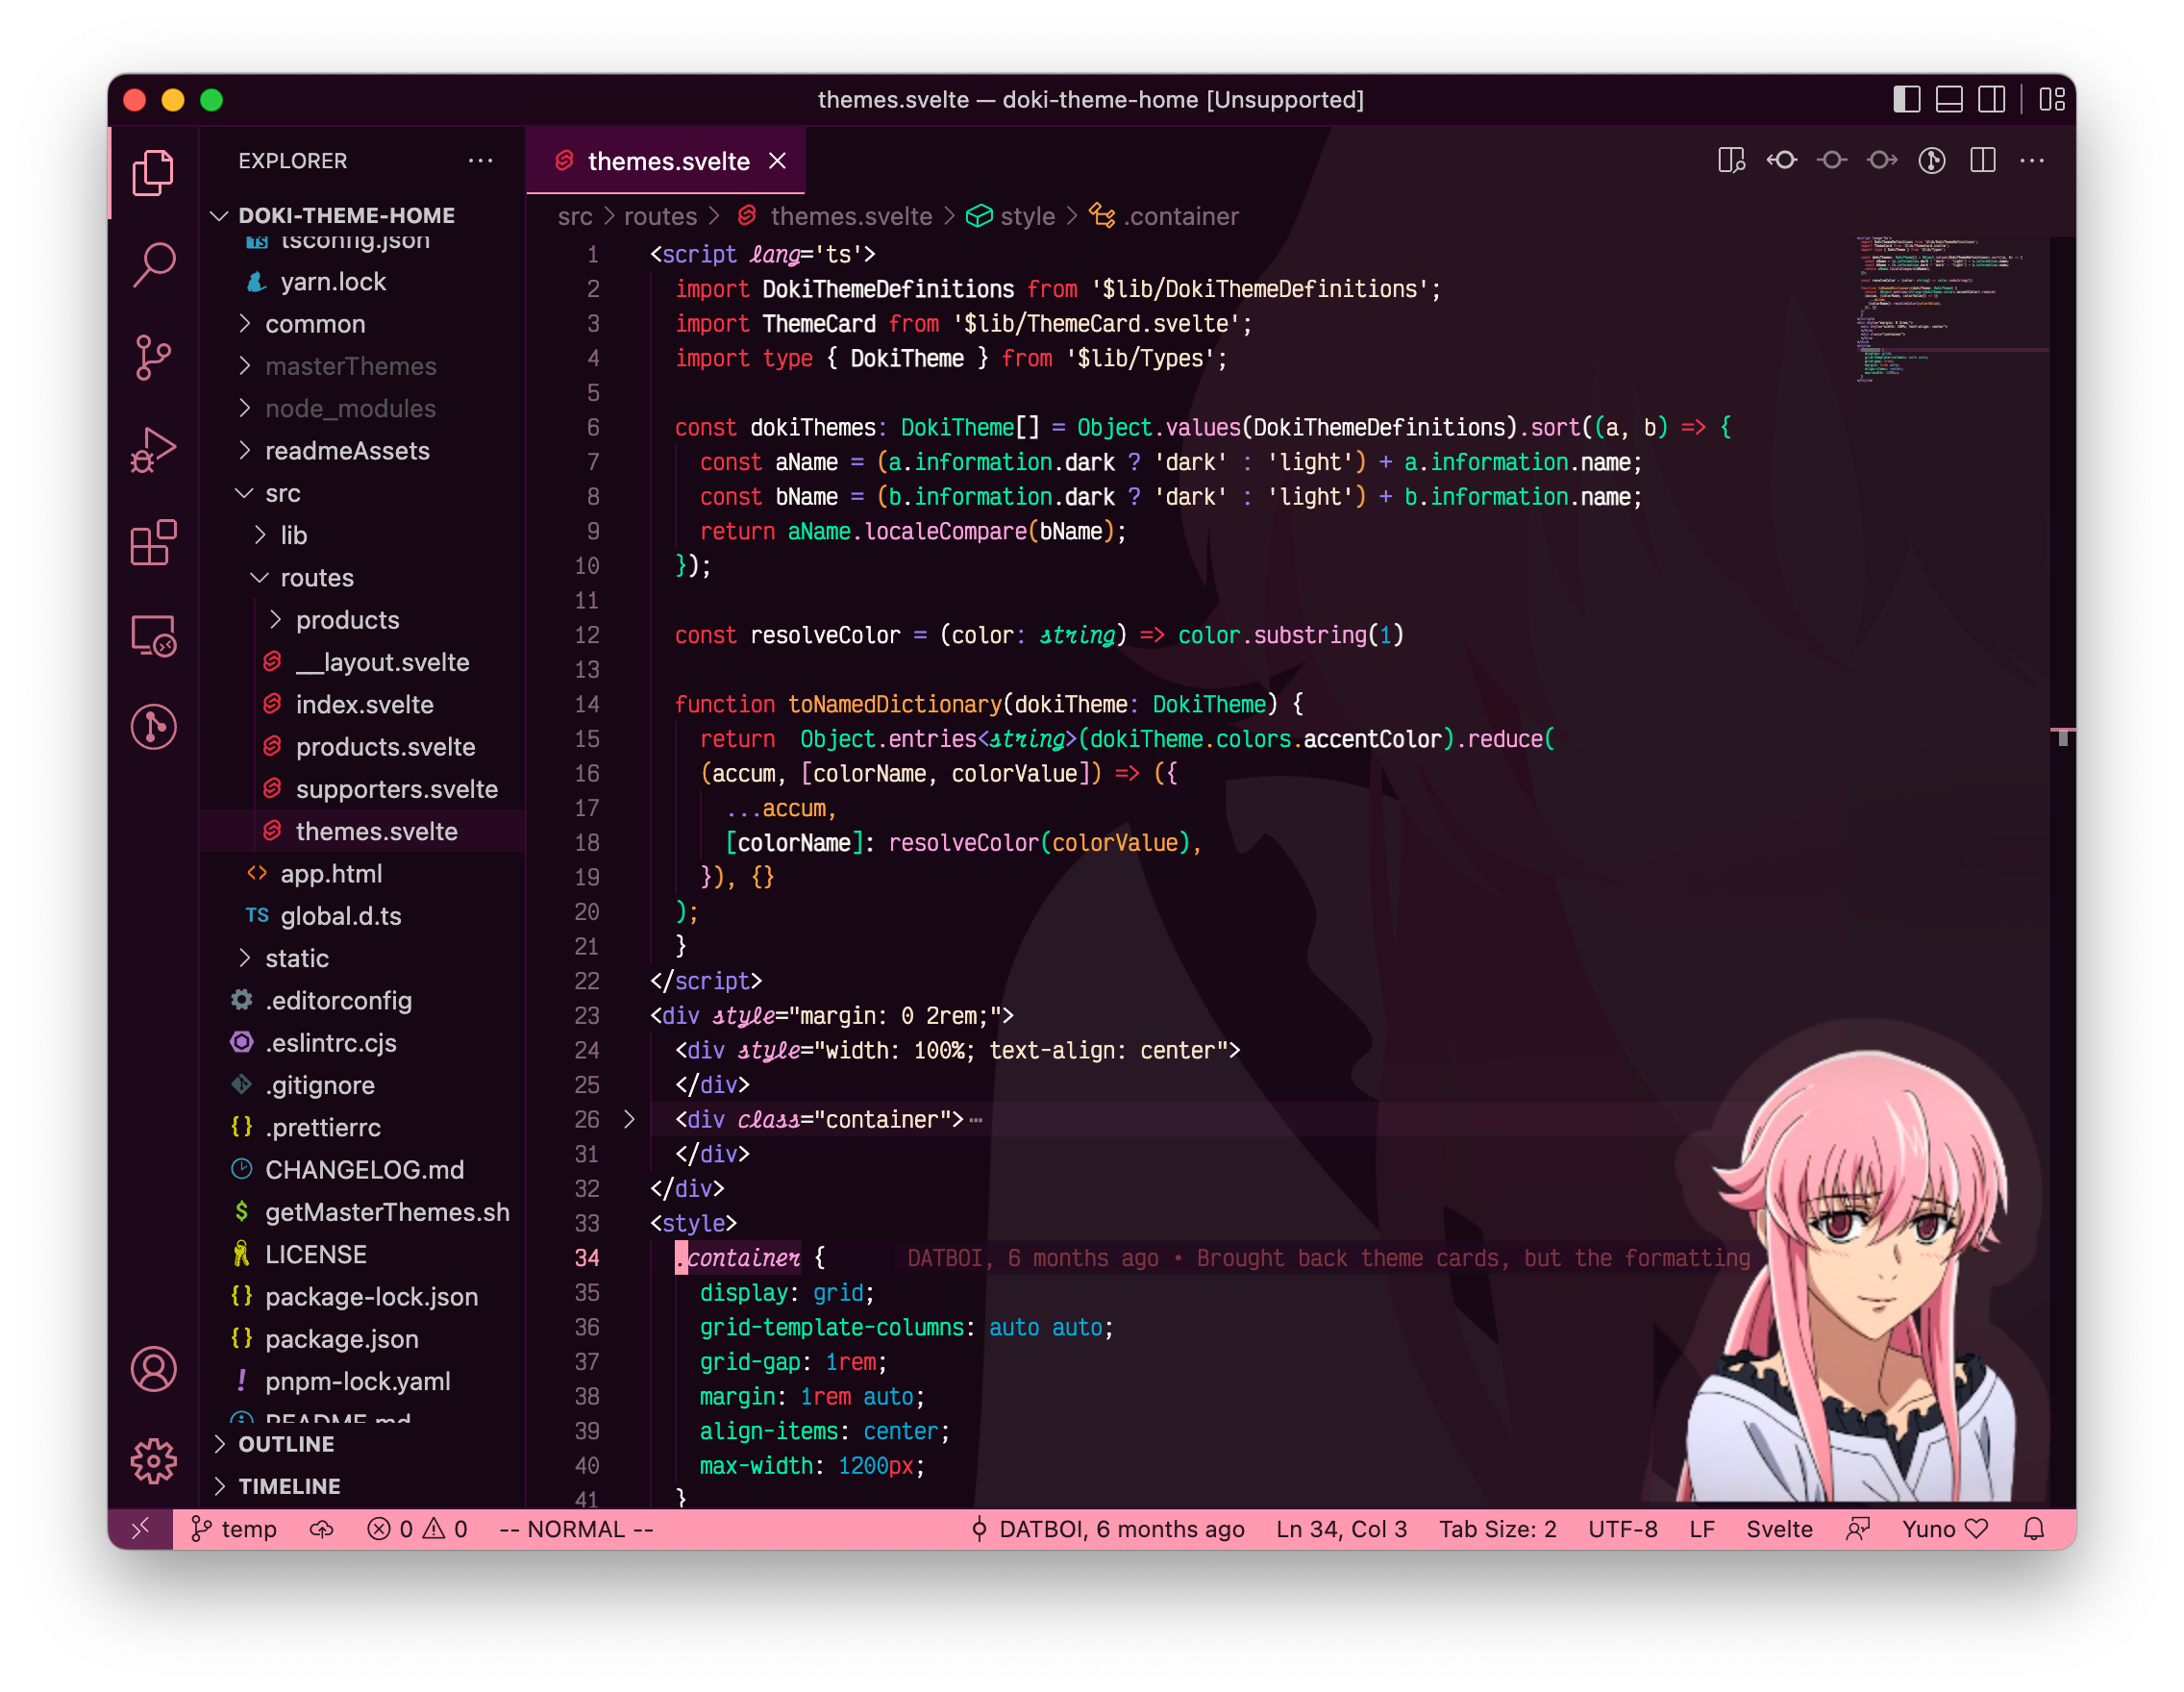 themes.svelte — doki-theme-home [Unsupported]
EXPLORER
DOKI-THEME-HOME
tsconfig.json
yarn.lock
common
masterThemes
node_modules
readmeAssets
src
lib
routes
products
__layout.svelte
index.svelte
products.svelte
supporters.svelte
themes.svelte
app.html
TS global.d.ts
static
.editorconfig
.eslintrc.cjs
.gitignore
{} .prettierrc
CHANGELOG.md
$ getMasterThemes.sh
LICENSE
{} package-lock.json
{} package.json
! pnpm-lock.yaml
README.md
OUTLINE
TIMELINE
themes.svelte
src > routes > themes.svelte > style > .container
1 <script lang='ts'>
2 import DokiThemeDefinitions from '$lib/DokiThemeDefinitions';
3 import ThemeCard from '$lib/ThemeCard.svelte';
4 import type { DokiTheme } from '$lib/Types';
5
6 const dokiThemes: DokiTheme[] = Object.values(DokiThemeDefinitions).sort((a, b) => {
7 const aName = (a.information.dark ? 'dark' : 'light') + a.information.name;
8 const bName = (b.information.dark ? 'dark' : 'light') + b.information.name;
9 return aName.localeCompare(bName);
10 });
11
12 const resolveColor = (color: string) => color.substring(1)
13
14 function toNamedDictionary(dokiTheme: DokiTheme) {
15 return  Object.entries<string>(dokiTheme.colors.accentColor).reduce(
16 (accum, [colorName, colorValue]) => ({
17 ...accum,
18 [colorName]: resolveColor(colorValue),
19 }), {}
20 );
21 }
22 </script>
23 <div style="margin: 0 2rem;">
24 <div style="width: 100%; text-align: center">
25 </div>
26 <div class="container">⋯
31 </div>
32 </div>
33 <style>
34 .container { DATBOI, 6 months ago • Brought back theme cards, but the formatting
35 display: grid;
36 grid-template-columns: auto auto;
37 grid-gap: 1rem;
38 margin: 1rem auto;
39 align-items: center;
40 max-width: 1200px;
41 }
temp 0 0 -- NORMAL -- DATBOI, 6 months ago Ln 34, Col 3 Tab Size: 2 UTF-8 LF Svelte Yuno ♡